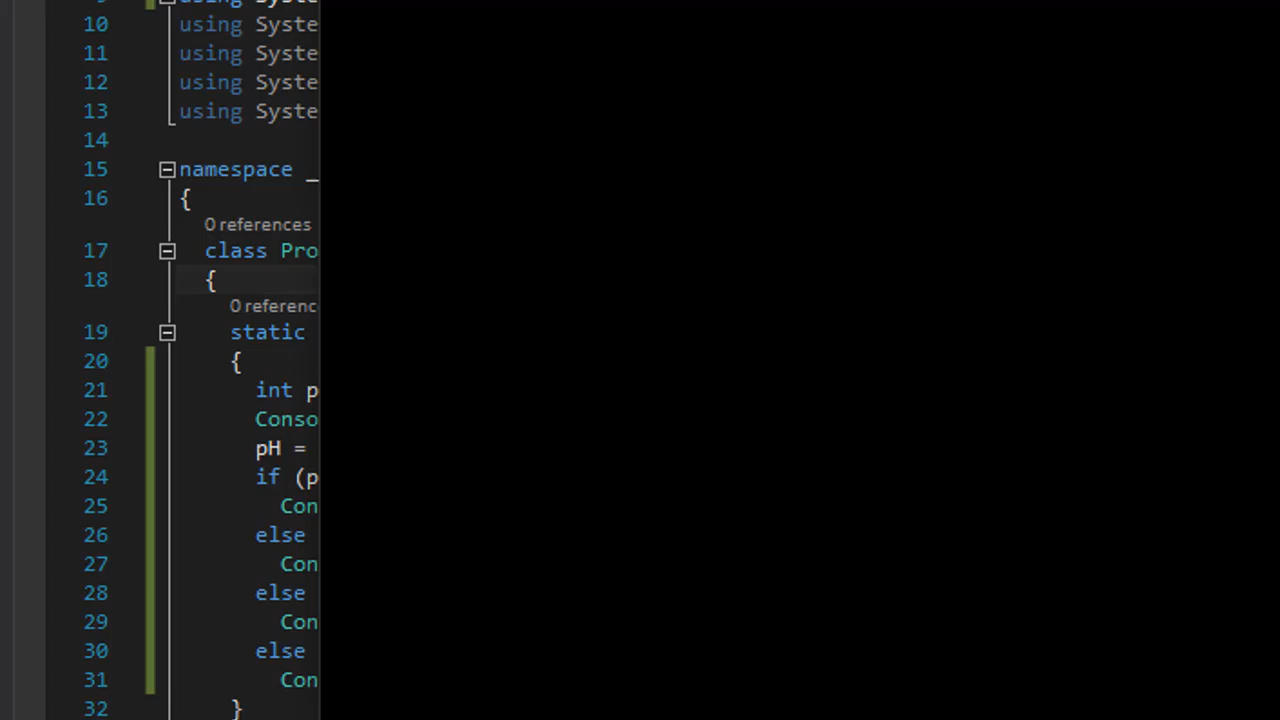 using Syste
10 using Syste
11 using Syste
12 using Syste
13 using Syste
14
15 namespace _
16 {
0 references
17 class Pro
18 {
0 referenc
19 static
20 {
21 int p
22 Conso
23 pH =
24 if (p
25 Con
26 else
27 Con
28 else
29 Con
30 else
31 Con
32 }